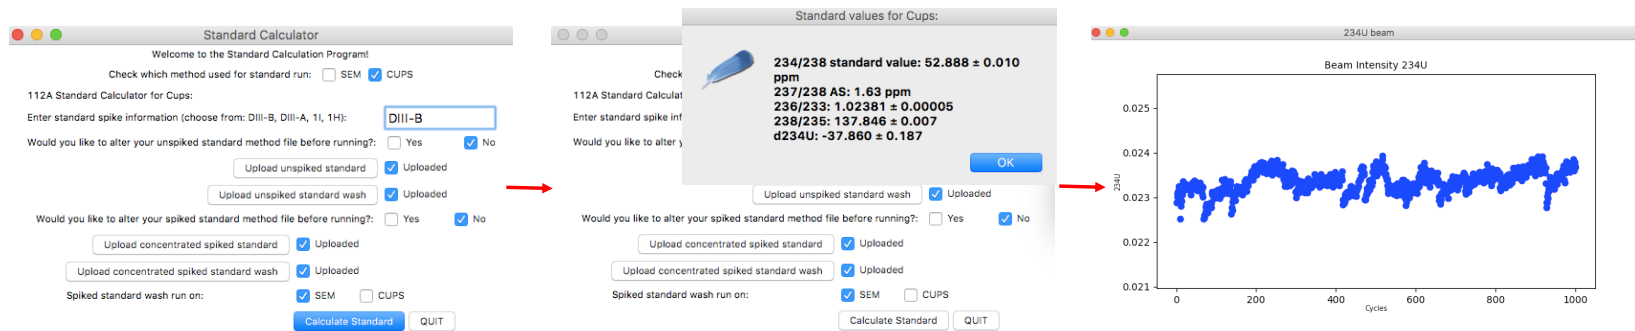 Standard Calculator
Welcome to the Standard Calculation Program!
Check which method used for standard run: SEM CUPS
112A Standard Calculator for Cups:
Enter standard spike information (choose from: DIII-B, DIII-A, 1I, 1H): DIII-B
Would you like to alter your unspiked standard method file before running?: Yes No
Upload unspiked standard Uploaded
Upload unspiked standard wash Uploaded
Would you like to alter your spiked standard method file before running?: Yes No
Upload concentrated spiked standard Uploaded
Upload concentrated spiked standard wash Uploaded
Spiked standard wash run on: SEM CUPS
Calculate Standard QUIT
Standard values for Cups:
234/238 standard value: 52.888 ± 0.010
ppm
237/238 AS: 1.63 ppm
236/233: 1.02381 ± 0.00005
238/235: 137.846 ± 0.007
d234U: -37.860 ± 0.187
OK
Check
112A Standard Calculat
Enter standard spike inf
Would you like to alter y
Upload unspiked standard wash Uploaded
Would you like to alter your spiked standard method file before running?: Yes No
Upload concentrated spiked standard Uploaded
Upload concentrated spiked standard wash Uploaded
Spiked standard wash run on: SEM CUPS
Calculate Standard QUIT
234U beam
Beam Intensity 234U
0.025
0.024
0.023
0.022
0.021
234U
0 200 400 600 800 1000
Cycles